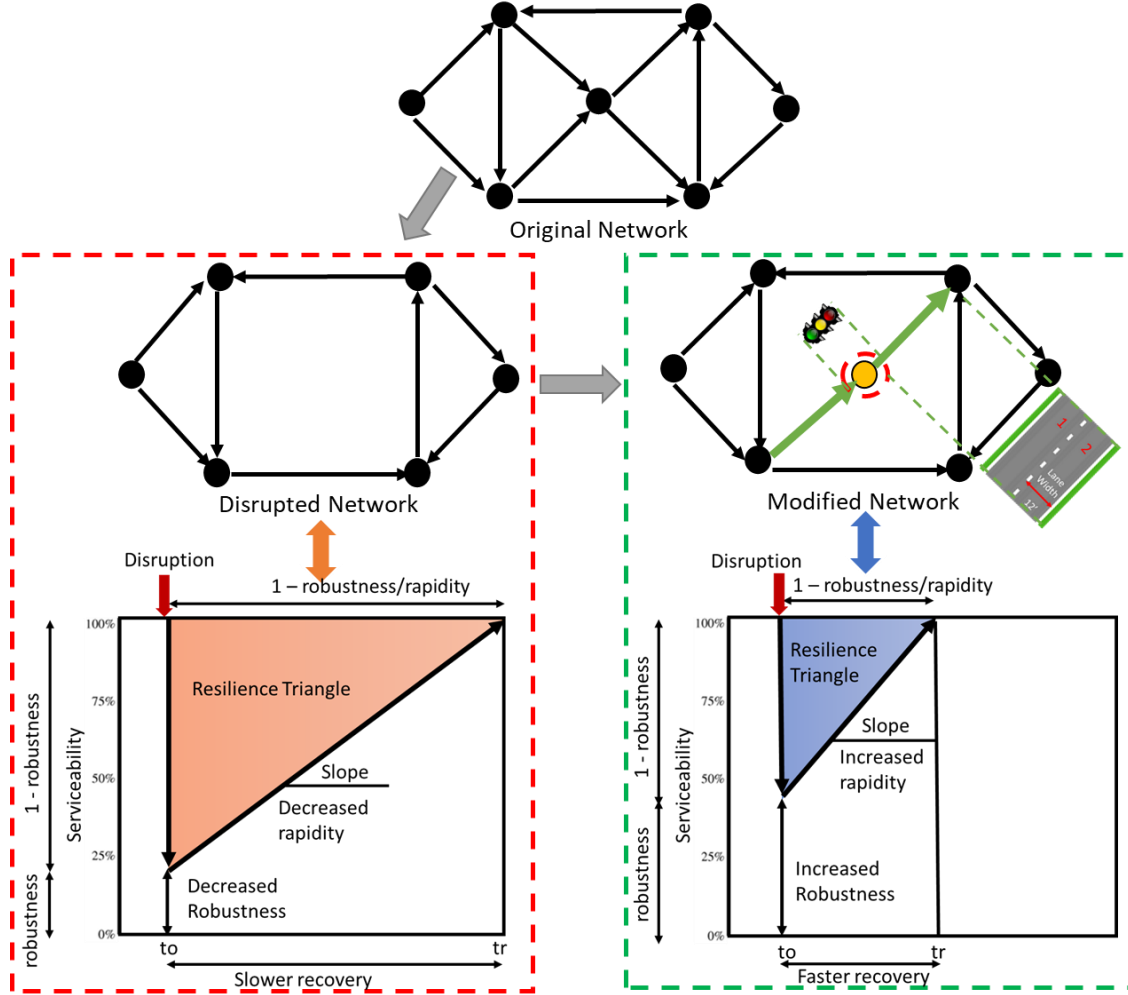 Original Network
Disrupted Network
Disruption
1 – robustness/rapidity
100%
75%
50%
25%
0%
1 - robustness
robustness
Serviceability
Resilience Triangle
Slope
Decreased
rapidity
Decreased
Robustness
to
tr
Slower recovery
1
2
Lane
Width
12'
Modified Network
Disruption
1 – robustness/rapidity
100%
75%
50%
25%
0%
1 - robustness
robustness
Serviceability
Resilience
Triangle
Slope
Increased
rapidity
Increased
Robustness
to
tr
Faster recovery